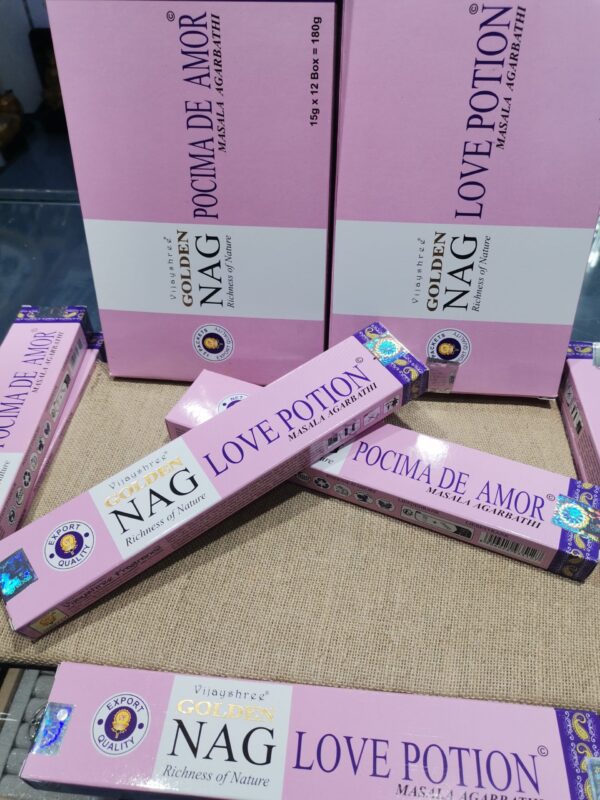 Vijayshree®
GOLDEN
NAG
Richness of Nature
POCIMA DE AMOR
MASALA AGARBATHI
15g x 12 Box = 180g
Vijayshree®
GOLDEN
NAG
Richness of Nature
LOVE POTION
MASALA AGARBATHI
POCIMA DE AMOR©
MASALA AGARBATHI
EXPORT
QUALITY
Vijayshree
GOLDEN
NAG
Richness of Nature
LOVE POTION©
MASALA AGARBATHI
POCIMA DE AMOR©
MASALA AGARBATHI
EXPORT
QUALITY
Vijayshree®
GOLDEN
NAG
Richness of Nature
LOVE POTION©
MASALA AGARBATHI